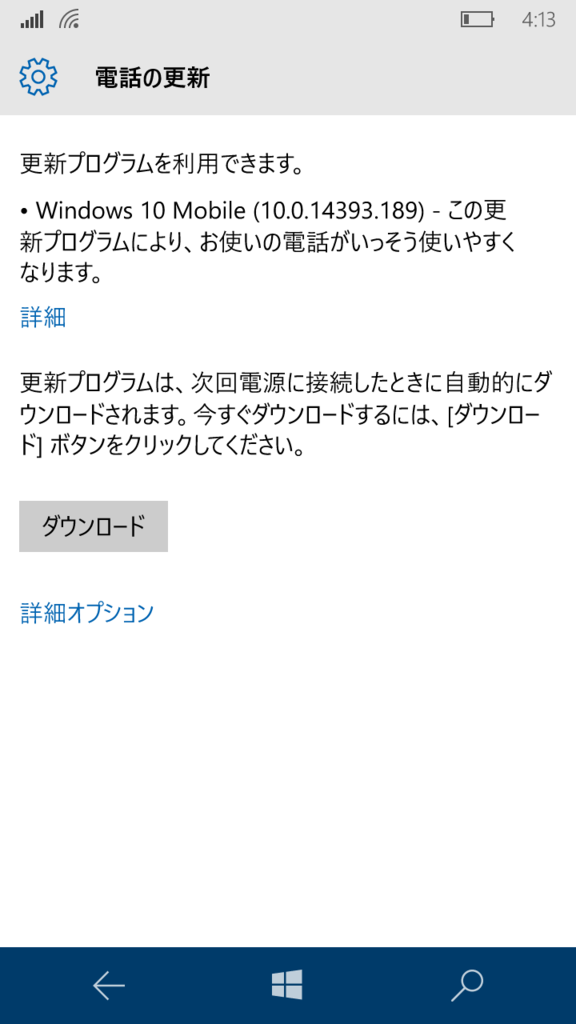 4:13
電話の更新
更新プログラムを利用できます。
• Windows 10 Mobile (10.0.14393.189) - この更
新プログラムにより、お使いの電話がいっそう使いやすく
なります。
詳細
更新プログラムは、次回電源に接続したときに自動的にダ
ウンロードされます。今すぐダウンロードするには、[ダウンロー
ド] ボタンをクリックしてください。
ダウンロード
詳細オプション